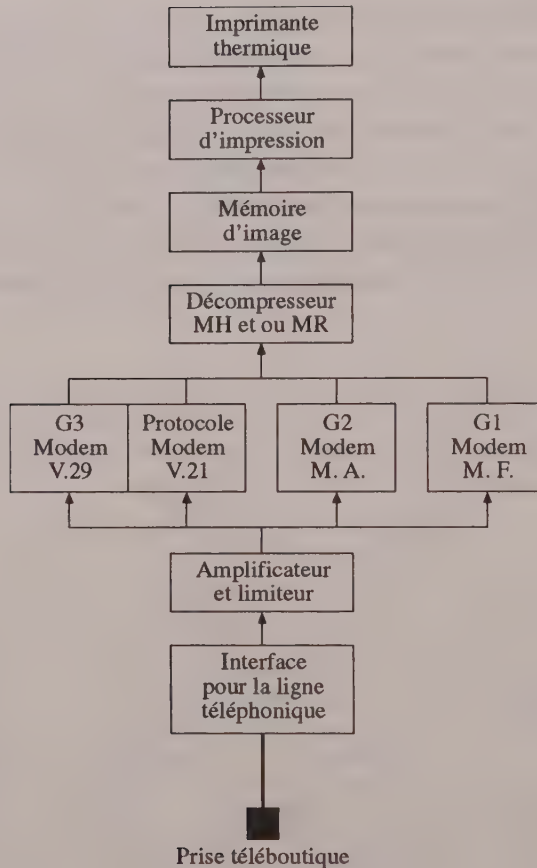 Imprimante
thermique
Processeur
d'impression
Mémoire
d'image
Décompresseur
MH et ou MR
G3
Modem
V.29
Protocole
Modem
V.21
G2
Modem
M. A.
G1
Modem
M. F.
Amplificateur
et limiteur
Interface
pour la ligne
téléphonique
Prise téléboutique